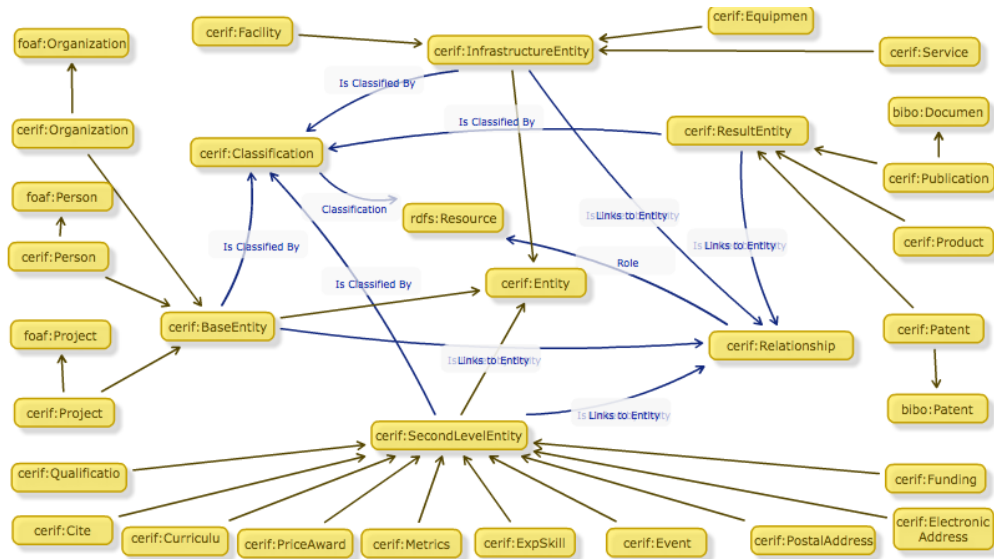 cerif:Equipmen
foaf:Organization
cerif:Facility
cerif:InfrastructureEntity
cerif:Service
Is Classified By
bibo:Documen
cerif:Organization
Is Classified By
cerif:ResultEntity
cerif:Classification
cerif:Publication
foaf:Person
Classification
rdfs:Resource
Links to Entity
cerif:Product
cerif:Person
Is Classified By
Role
Links to Entity
Is Classified By
cerif:Entity
foaf:Project
cerif:BaseEntity
cerif:Patent
Links to Entity
cerif:Relationship
cerif:Project
Links to Entity
bibo:Patent
cerif:SecondLevelEntity
cerif:Qualificatio
cerif:Funding
cerif:Cite
cerif:Curriculu
cerif:PriceAward
cerif:Metrics
cerif:ExpSkill
cerif:Event
cerif:PostalAddress
cerif:Electronic
Address